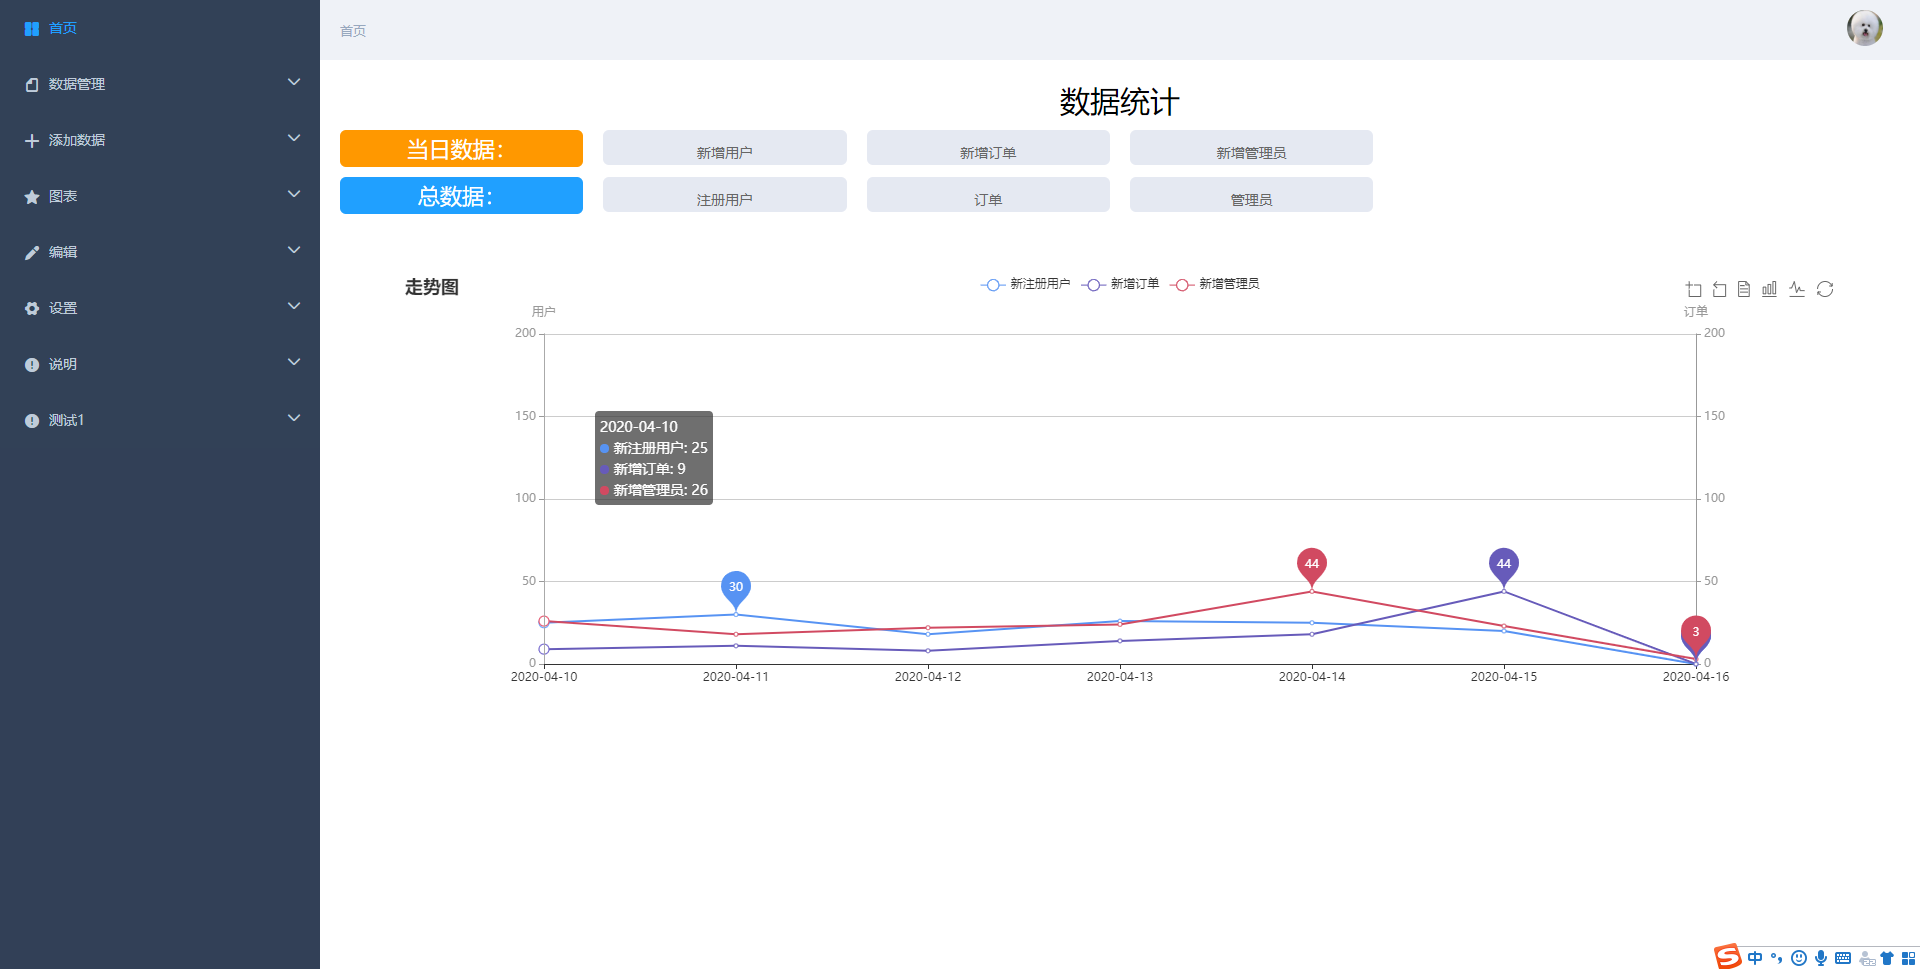 首页
数据管理
添加数据
图表
编辑
设置
说明
测试1
首页
数据统计
当日数据：
新增用户
新增订单
新增管理员
总数据：
注册用户
订单
管理员
走势图
新注册用户
新增订单
新增管理员
用户
订单
200
150
100
50
0
200
150
100
50
0
2020-04-10
新注册用户: 25
新增订单: 9
新增管理员: 26
30
44
44
3
2020-04-10
2020-04-11
2020-04-12
2020-04-13
2020-04-14
2020-04-15
2020-04-16
S
中